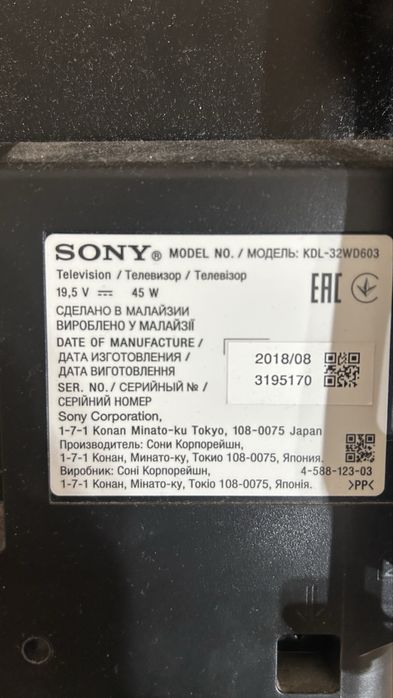 SONY® MODEL NO. / МОДЕЛЬ: KDL-32WD603
Television / Телевизор / Телевізор
19,5 V ⎓ 45 W
EAC
СДЕЛАНО В МАЛАЙЗИИ
ВИРОБЛЕНО У МАЛАЙЗІЇ
DATE OF MANUFACTURE /
ДАТА ИЗГОТОВЛЕНИЯ /
ДАТА ВИГОТОВЛЕННЯ
2018/08
SER. NO./ СЕРИЙНЫЙ № /
СЕРІЙНИЙ НОМЕР
3195170
Sony Corporation,
1-7-1 Konan Minato-ku Tokyo, 108-0075 Japan
Производитель: Сони Корпорейшн,
1-7-1 Конан, Минато-ку, Токио 108-0075, Япония.
Виробник: Соні Корпорейшн,
4-588-123-03
1-7-1 Конан, Мінато-ку, Токіо 108-0075, Японія.
>PP<